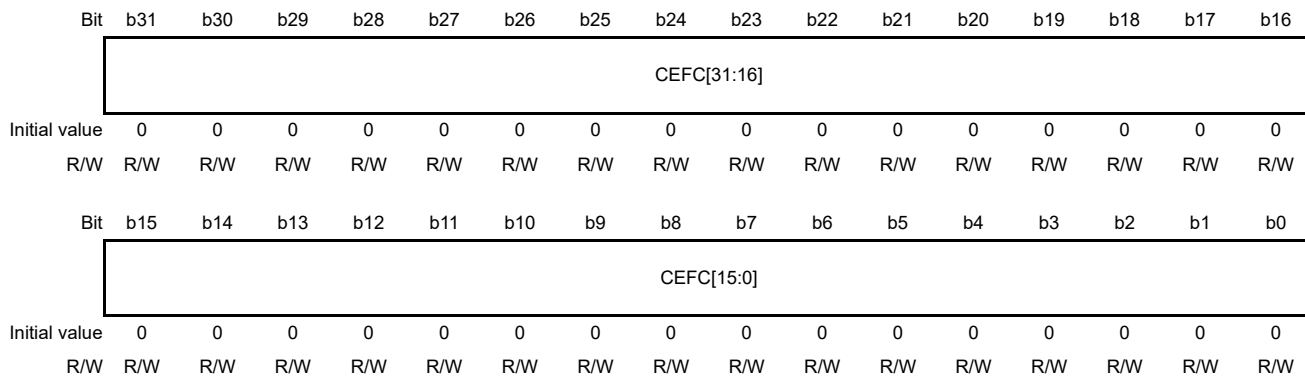 Bit b31 b30 b29 b28 b27 b26 b25 b24 b23 b22 b21 b20 b19 b18 b17 b16
CEFC[31:16]
Initial value 0 0 0 0 0 0 0 0 0 0 0 0 0 0 0 0
R/W R/W R/W R/W R/W R/W R/W R/W R/W R/W R/W R/W R/W R/W R/W R/W R/W
Bit b15 b14 b13 b12 b11 b10 b9 b8 b7 b6 b5 b4 b3 b2 b1 b0
CEFC[15:0]
Initial value 0 0 0 0 0 0 0 0 0 0 0 0 0 0 0 0
R/W R/W R/W R/W R/W R/W R/W R/W R/W R/W R/W R/W R/W R/W R/W R/W R/W